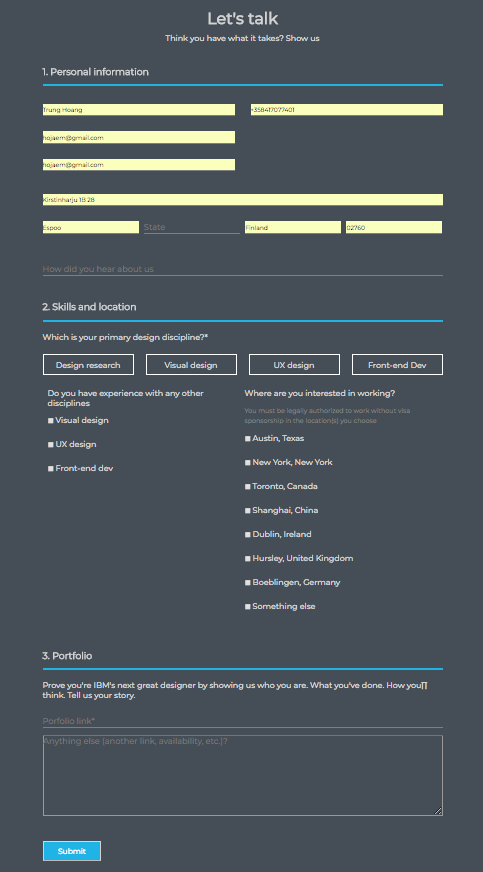 Let's talk
Think you have what it takes? Show us
1. Personal information
Trung Hoang
+358417077401
hojaem@gmail.com
hojaem@gmail.com
Kirstinharju 1B 28
Espoo
State
Finland
02760
How did you hear about us
2. Skills and location
Which is your primary design discipline?*
Design research
Visual design
UX design
Front-end Dev
Do you have experience with any other
disciplines
Visual design
UX design
Front-end dev
Where are you interested in working?
You must be legally authorized to work without visa
sponsorship in the location(s) you choose
Austin, Texas
New York, New York
Toronto, Canada
Shanghai, China
Dublin, Ireland
Hursley, United Kingdom
Boeblingen, Germany
Something else
3. Portfolio
Prove you're IBM's next great designer by showing us who you are. What you've done. How you
think. Tell us your story.
Porfolio link*
Anything else (another link, availability, etc.)?
Submit